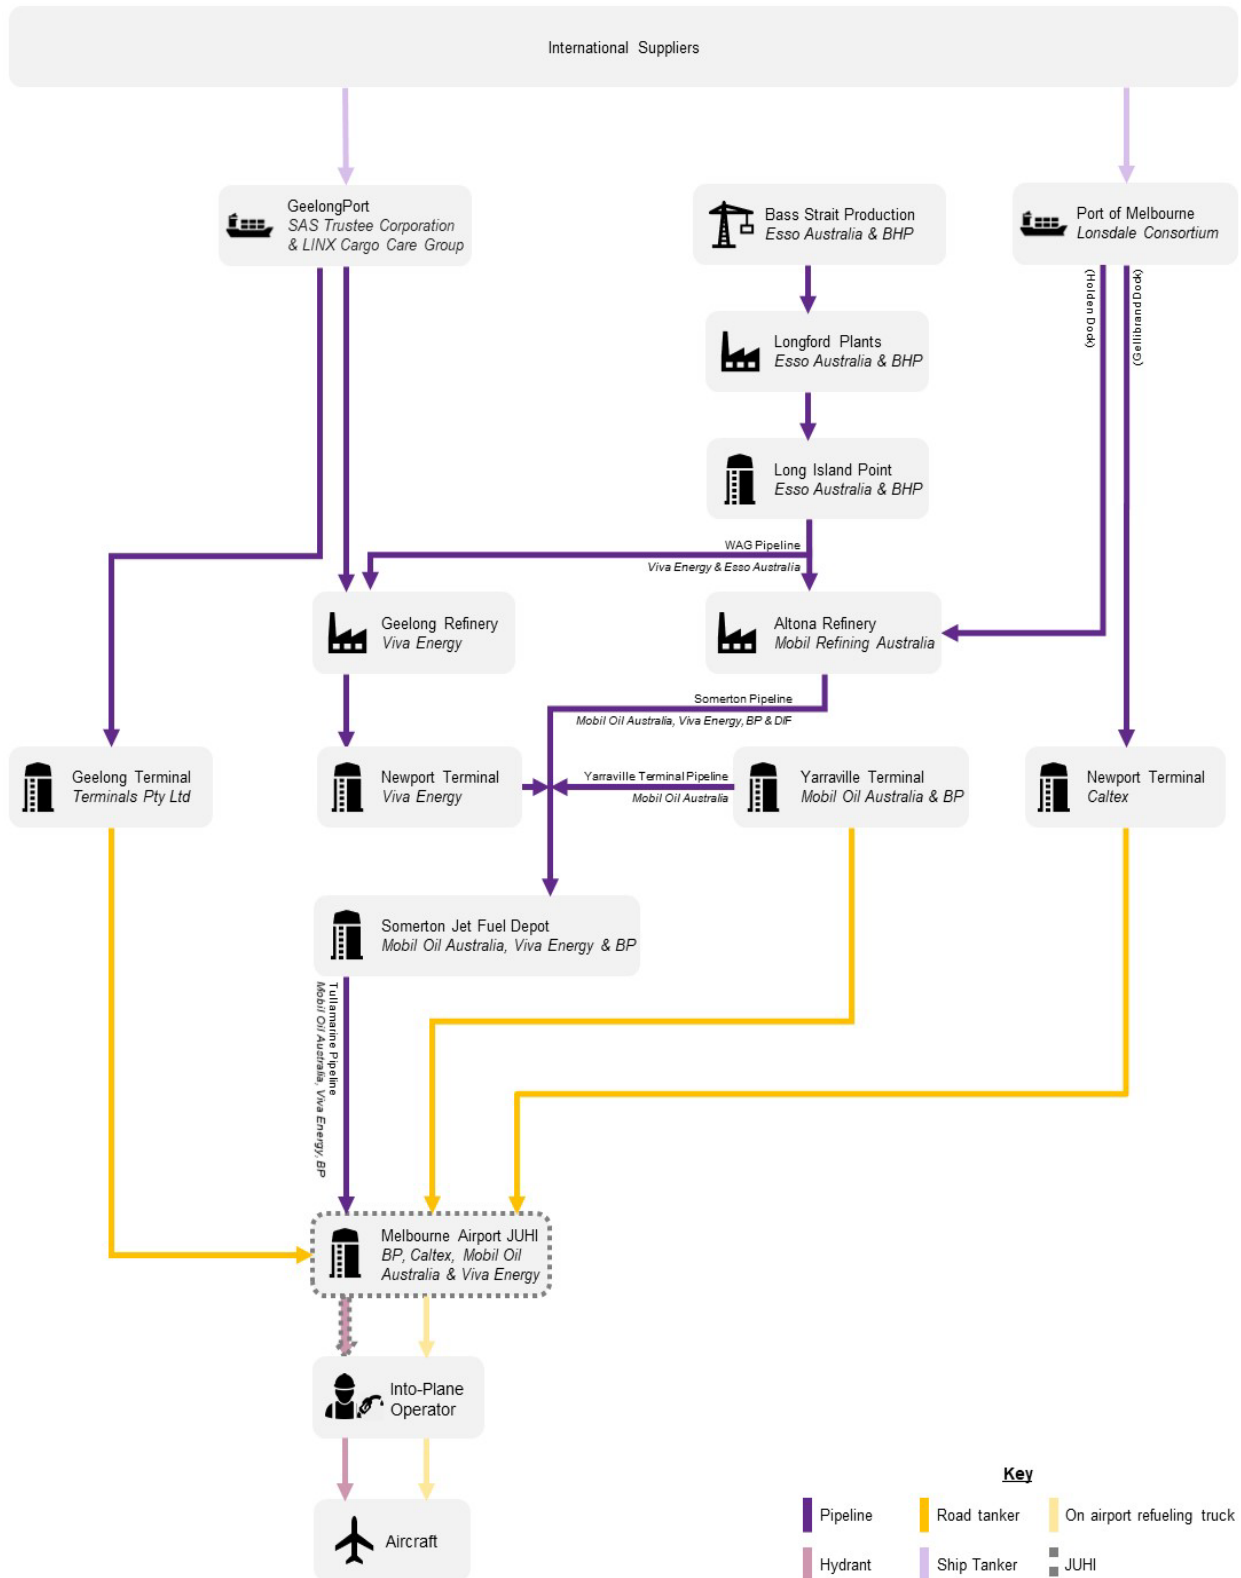 International Suppliers
GeelongPort
SAS Trustee Corporation
& LINX Cargo Care Group
Bass Strait Production
Esso Australia & BHP
Port of Melbourne
Lonsdale Consortium
(Holden Dock)
(Gellibrand Dock)
Longford Plants
Esso Australia & BHP
Long Island Point
Esso Australia & BHP
WAG Pipeline
Viva Energy & Esso Australia
Geelong Refinery
Viva Energy
Altona Refinery
Mobil Refining Australia
Somerton Pipeline
Mobil Oil Australia, Viva Energy, BP & DIF
Geelong Terminal
Terminals Pty Ltd
Newport Terminal
Viva Energy
Yarraville Terminal Pipeline
Mobil Oil Australia
Yarraville Terminal
Mobil Oil Australia & BP
Newport Terminal
Caltex
Somerton Jet Fuel Depot
Mobil Oil Australia, Viva Energy & BP
Tullamarine Pipeline
Mobil Oil Australia, Viva Energy, BP
Melbourne Airport JUHI
BP, Caltex, Mobil Oil
Australia & Viva Energy
Into-Plane
Operator
Aircraft
Key
Pipeline
Road tanker
On airport refueling truck
Hydrant
Ship Tanker
JUHI